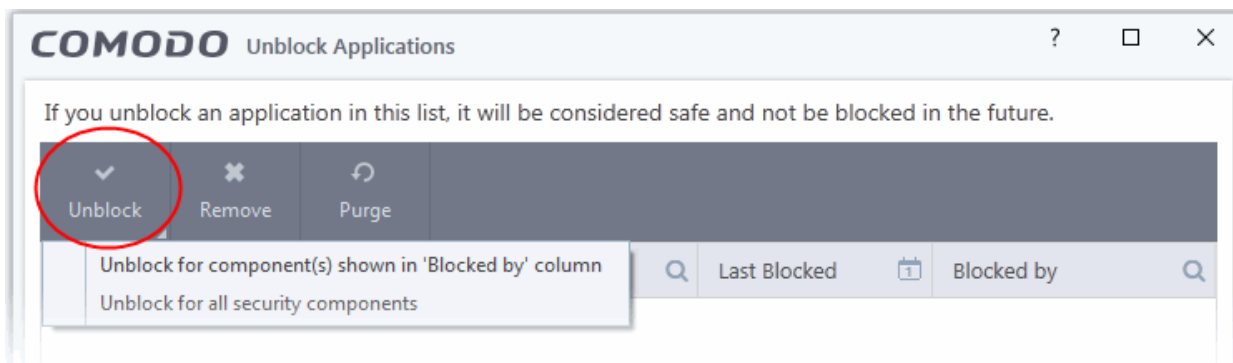 COMODO Unblock Applications ?
If you unblock an application in this list, it will be considered safe and not be blocked in the future.
Unblock Remove Purge
Unblock for component(s) shown in 'Blocked by' column
Last Blocked 1 Blocked by
Unblock for all security components